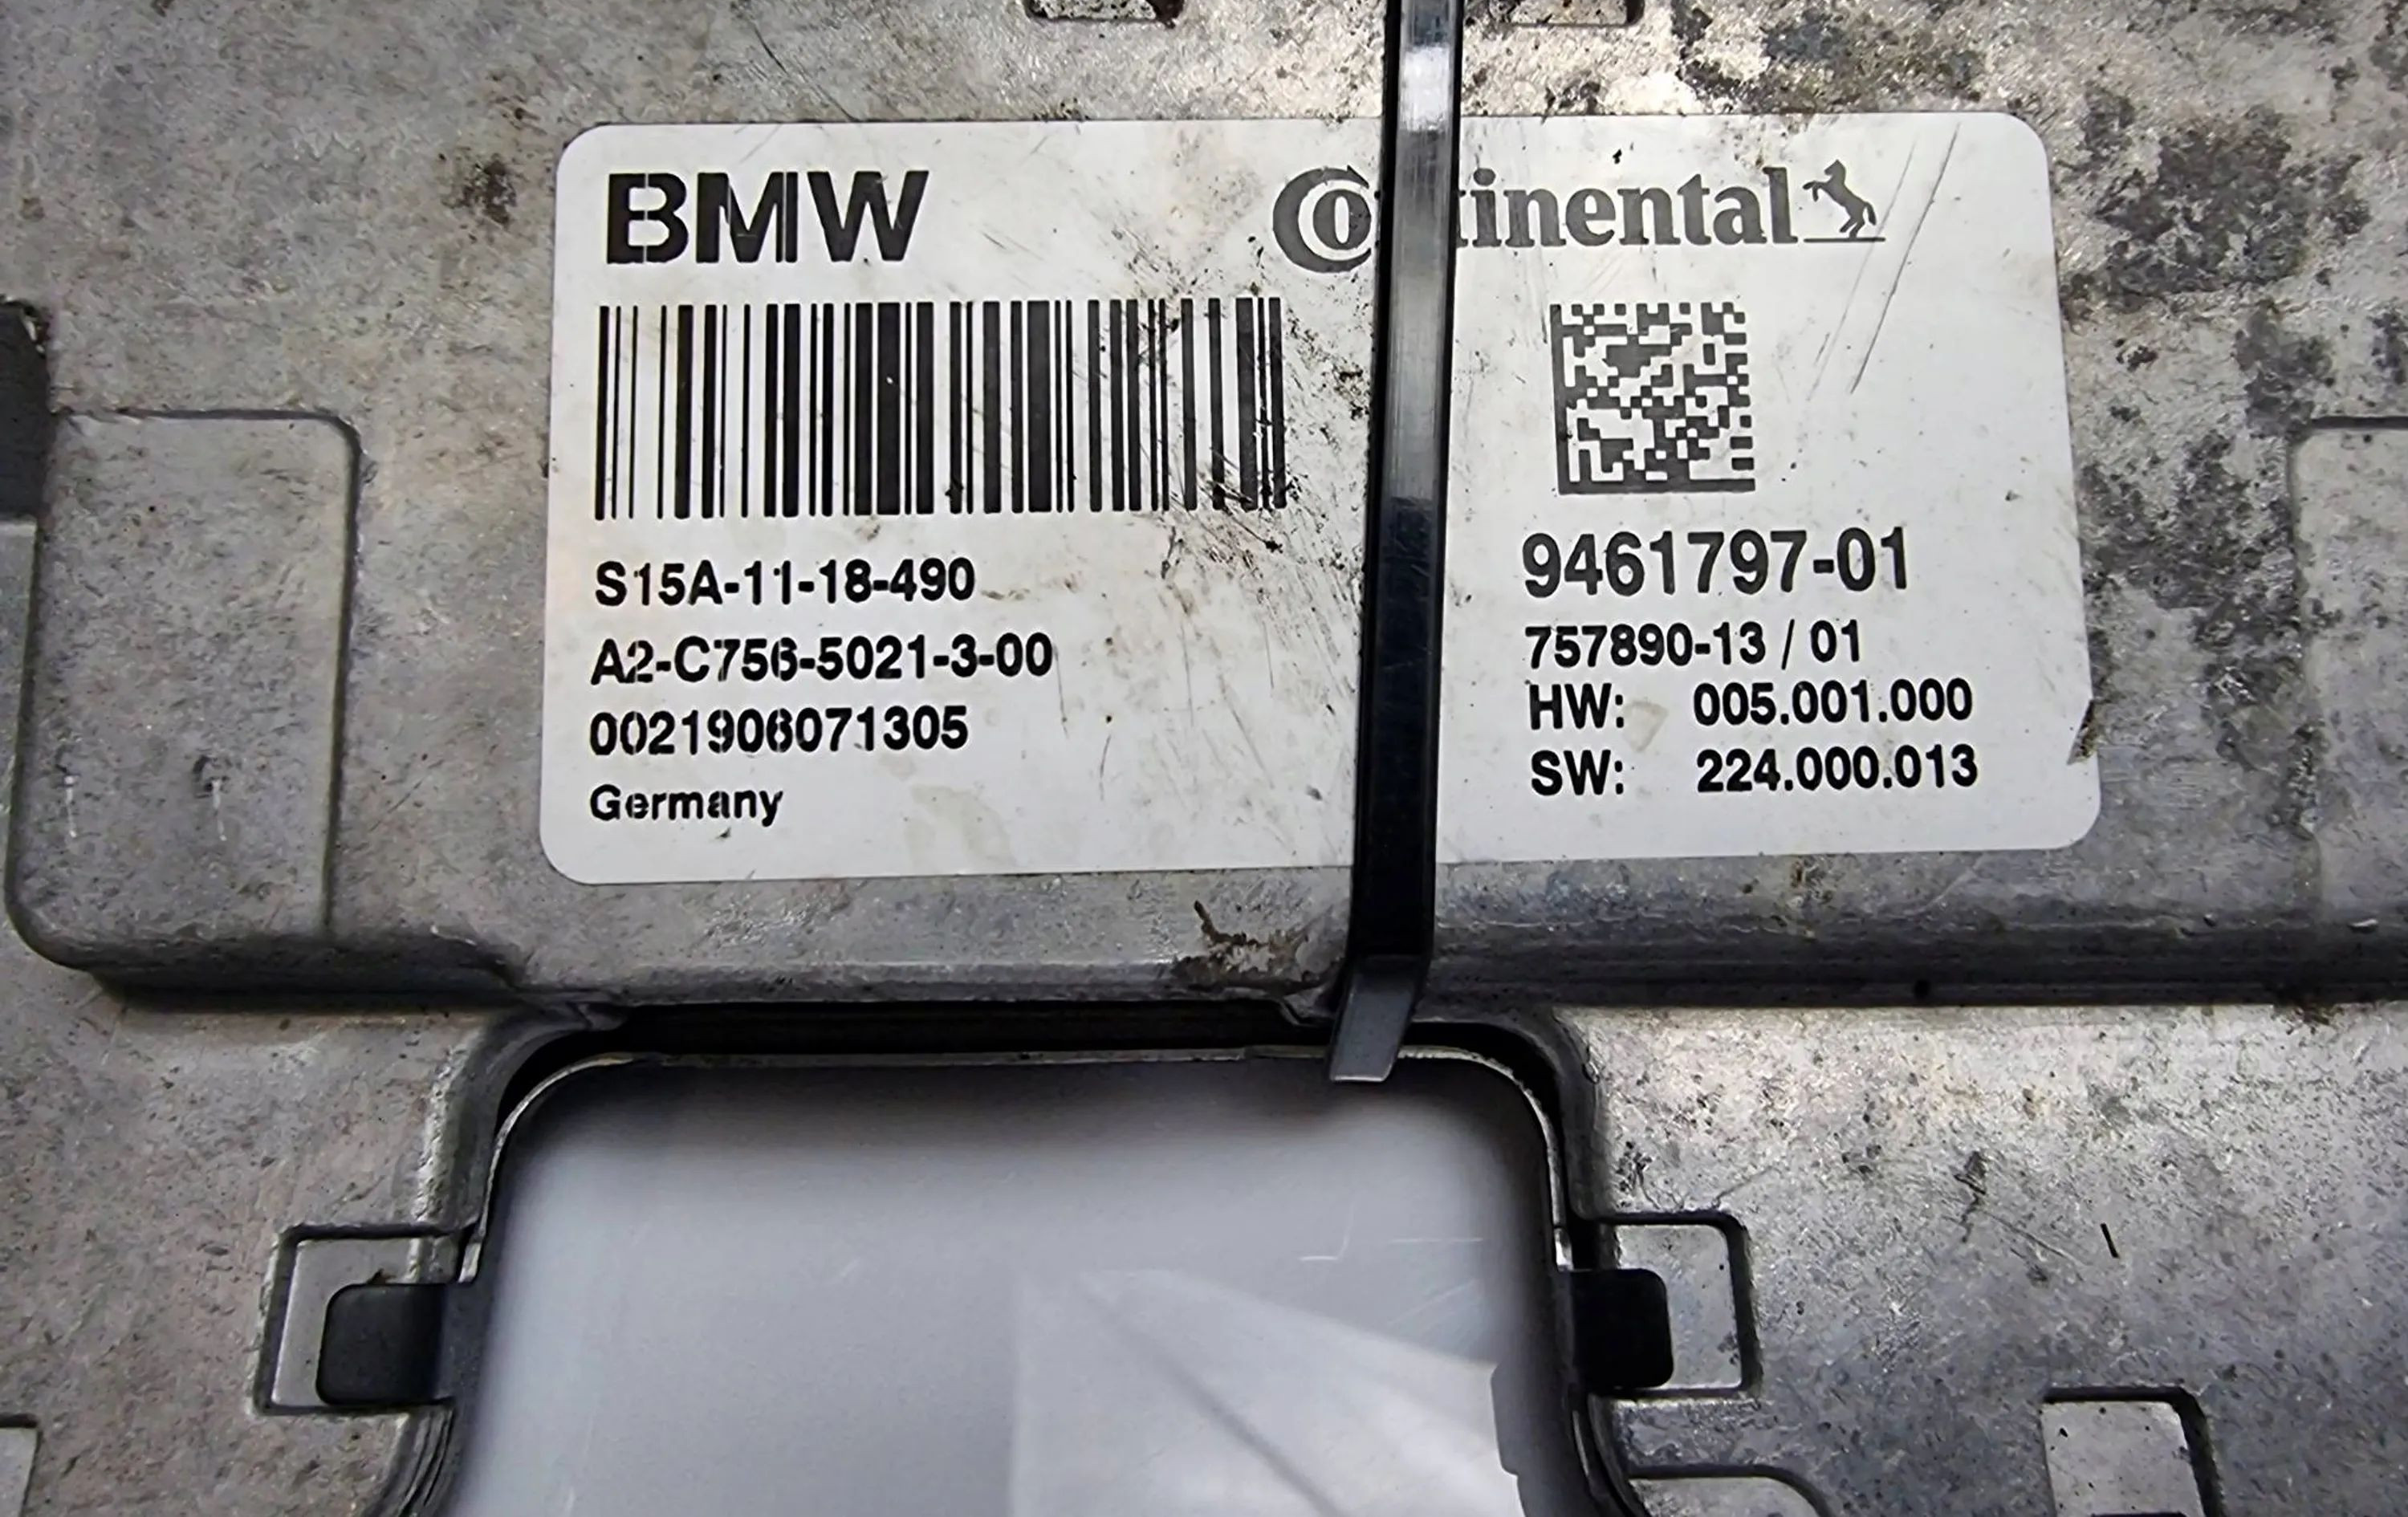 BMW
Continental
S15A-11-18-490
A2-C756-5021-3-00
0021906071305
Germany
9461797-01
757890-13 / 01
HW: 005.001.000
SW: 224.000.013